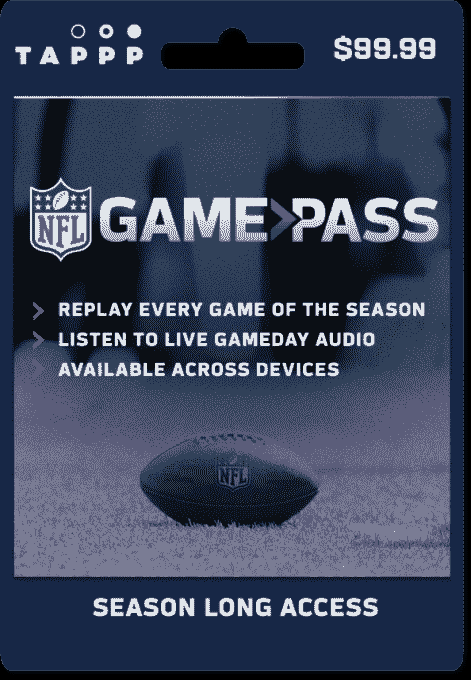 TAPPP
$99.99
NFL GAME PASS
REPLAY EVERY GAME OF THE SEASON
LISTEN TO LIVE GAMEDAY AUDIO
AVAILABLE ACROSS DEVICES
NFL
SEASON LONG ACCESS